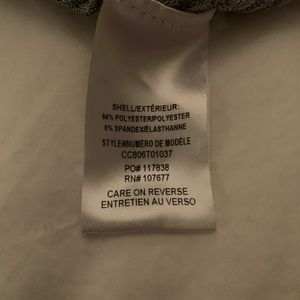 SHELL/EXTÉRIEUR:
94% POLYESTER/POLYESTER
6% SPANDEX/ÉLASTHANNE
STYLE#/NUMÉRO DE MODÈLE
CC806T01037
PO# 117838
RN# 107677
CARE ON REVERSE
ENTRETIEN AU VERSO